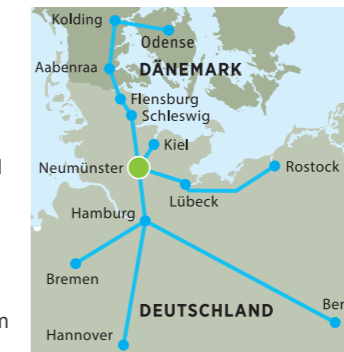 Kolding
Odense
Aabenraa
DÄNEMARK
Flensburg
Schleswig
Kiel
Neumünster
Rostock
Lübeck
Hamburg
Bremen
DEUTSCHLAND
Ber
Hannover